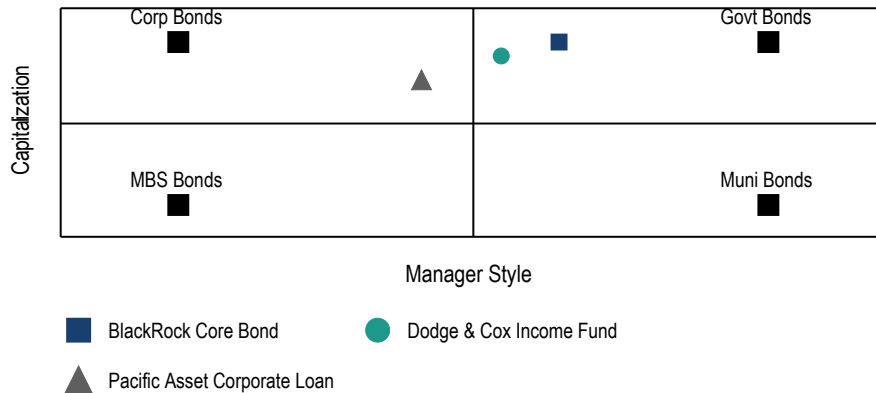 Corp Bonds
Govt Bonds
Capitalization
MBS Bonds
Muni Bonds
Manager Style
BlackRock Core Bond
Dodge & Cox Income Fund
Pacific Asset Corporate Loan